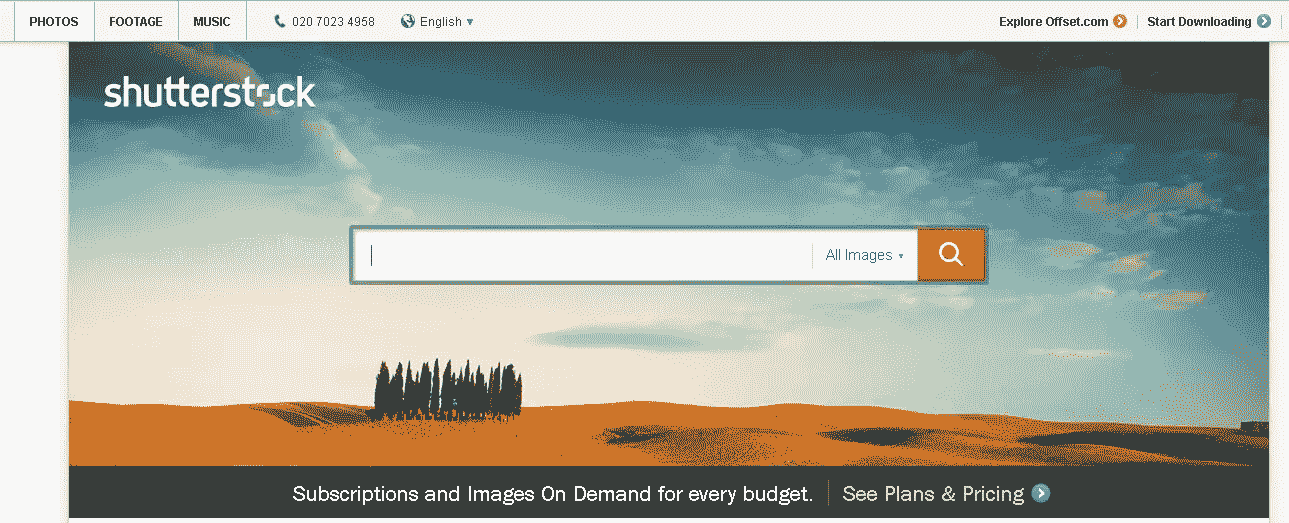 PHOTOS FOOTAGE MUSIC 020 7023 4958 English Explore Offset.com Start Downloading
shutterstock
All Images
Subscriptions and Images On Demand for every budget. See Plans & Pricing